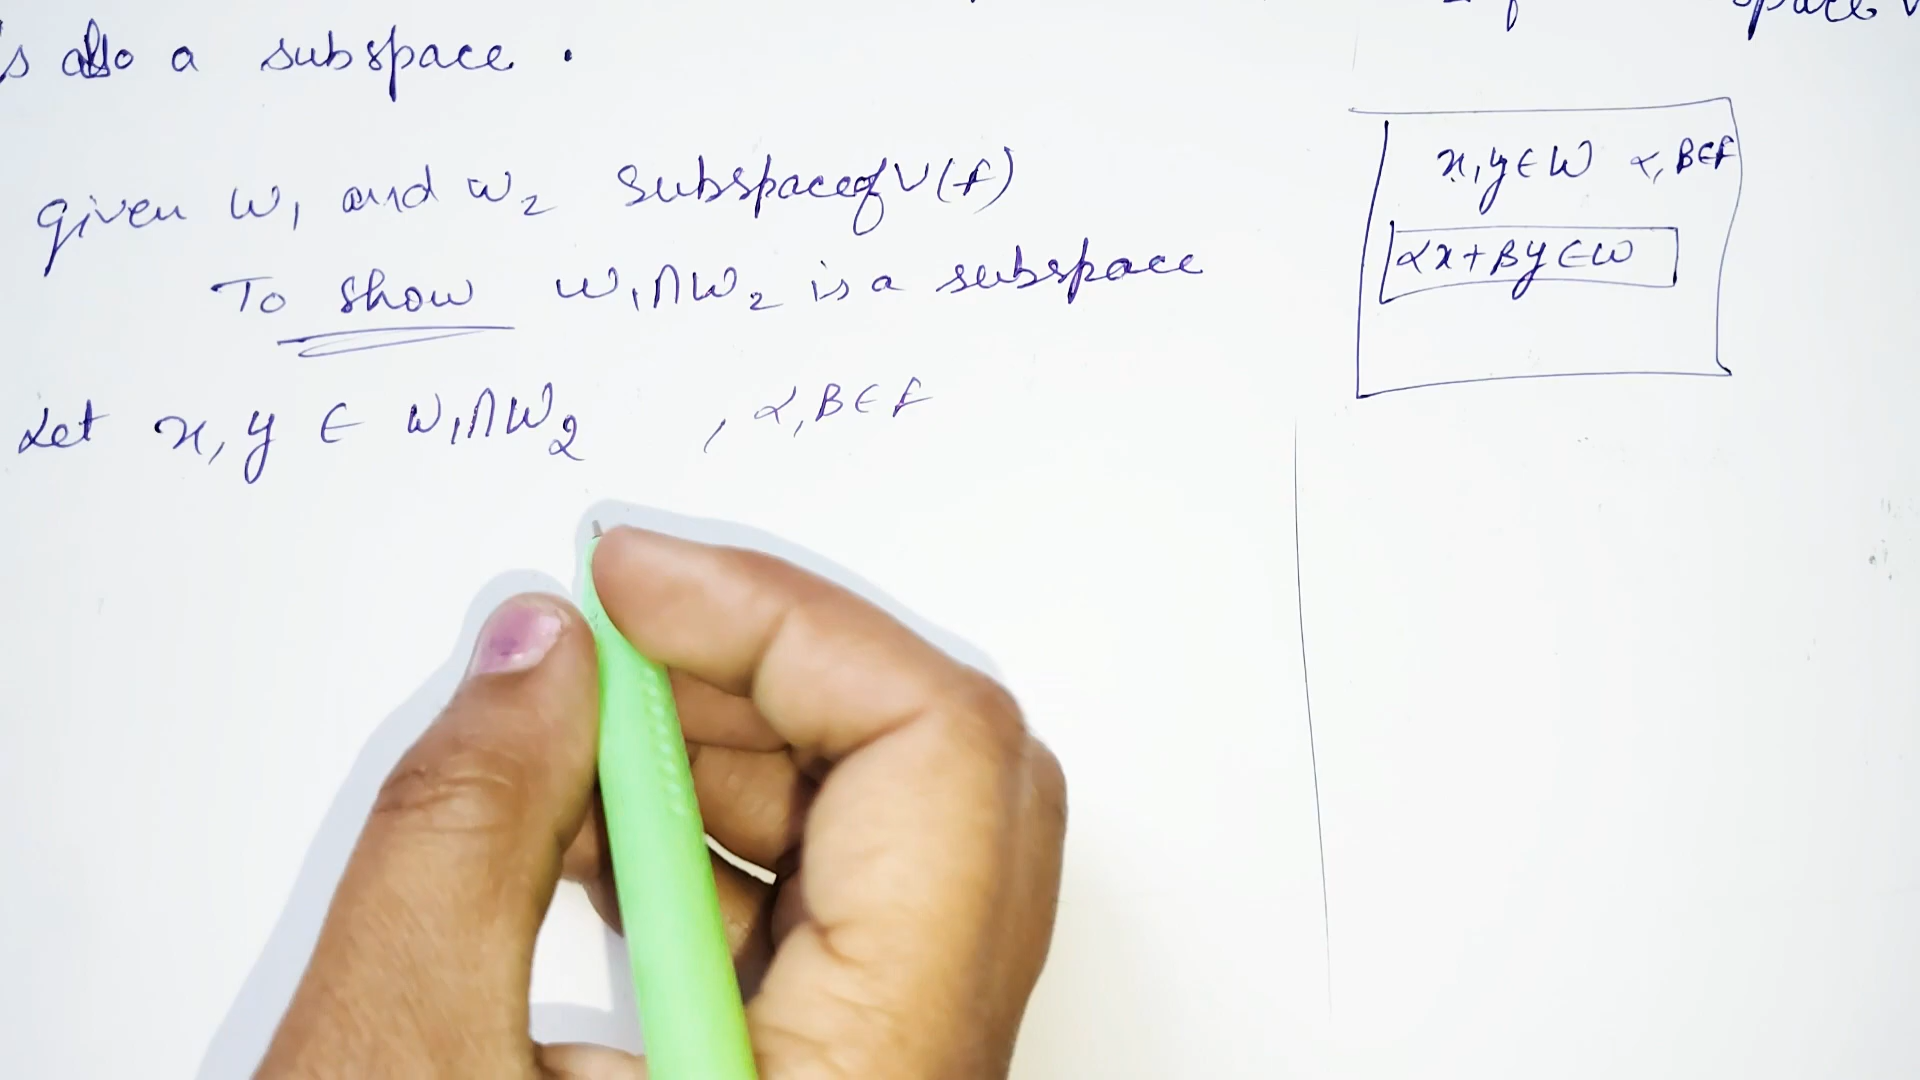 space
s also a subspace .
given W₁ and W₂ subspace of V(F)
To show W₁∩W₂ is a subspace
Let x, y ∈ W₁∩W₂ , α, β ∈ F
x, y ∈ W α, β ∈ F
αx + βy ∈ W